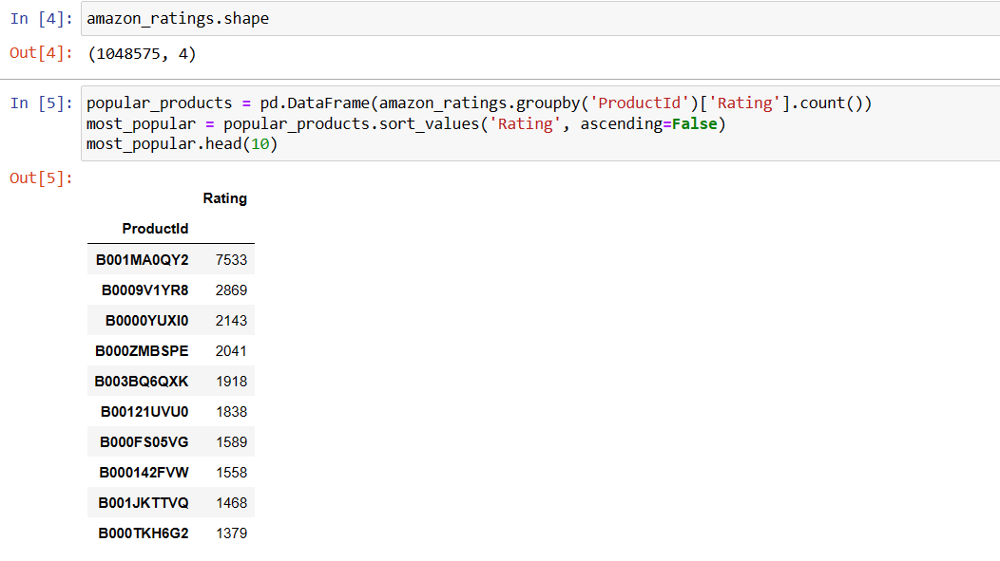 In [4]: amazon_ratings.shape
Out[4]: (1048575, 4)
In [5]: popular_products = pd.DataFrame(amazon_ratings.groupby('ProductId')['Rating'].count())
most_popular = popular_products.sort_values('Rating', ascending=False)
most_popular.head(10)
Out[5]:
Rating
ProductId
B001MA0QY2 7533
B0009V1YR8 2869
B0000YUXI0 2143
B000ZMBSPE 2041
B003BQ6QXK 1918
B00121UVU0 1838
B000FS05VG 1589
B000142FVW 1558
B001JKTTVQ 1468
B000TKH6G2 1379